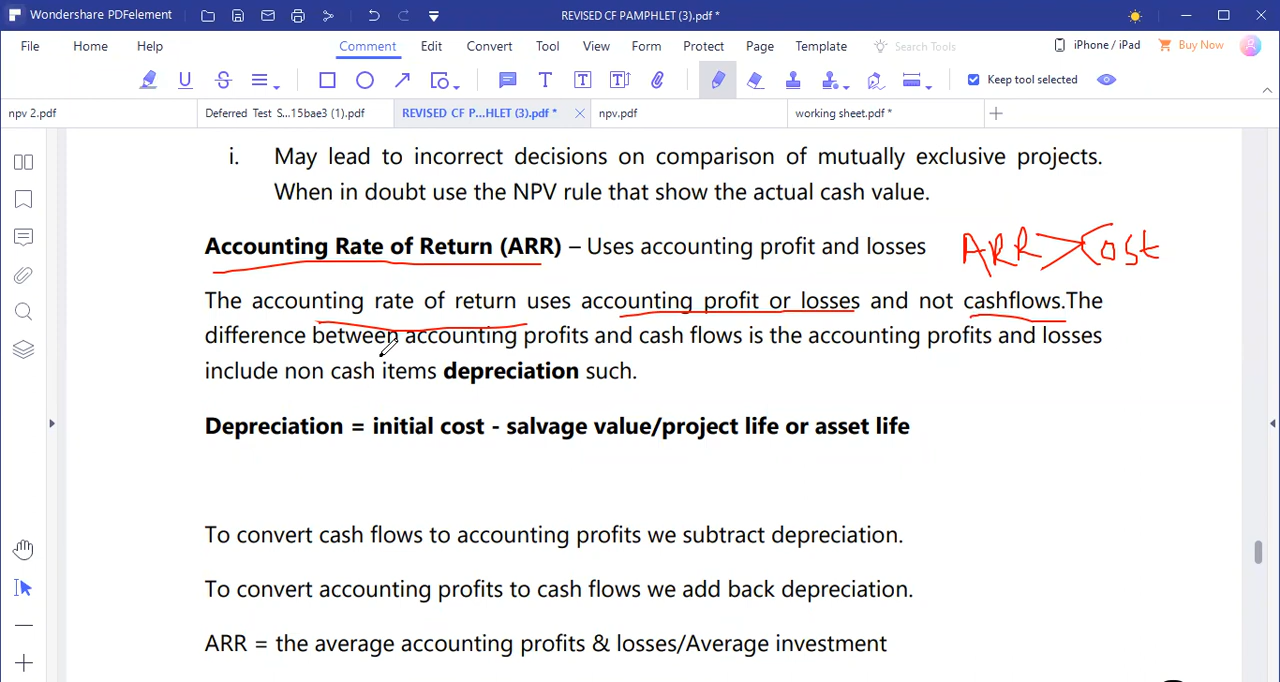 Wondershare PDFelement
REVISED CF PAMPHLET (3).pdf *
File Home Help Comment Edit Convert Tool View Form Protect Page Template Search Tools iPhone / iPad Buy Now
Keep tool selected
npv 2.pdf Deferred Test S...15bae3 (1).pdf REVISED CF P...HLET (3).pdf * npv.pdf working sheet.pdf *
i. May lead to incorrect decisions on comparison of mutually exclusive projects.
When in doubt use the NPV rule that show the actual cash value.
Accounting Rate of Return (ARR) – Uses accounting profit and losses
ARR > Cost
The accounting rate of return uses accounting profit or losses and not cashflows.The
difference between accounting profits and cash flows is the accounting profits and losses
include non cash items depreciation such.
Depreciation = initial cost - salvage value/project life or asset life
To convert cash flows to accounting profits we subtract depreciation.
To convert accounting profits to cash flows we add back depreciation.
ARR = the average accounting profits & losses/Average investment